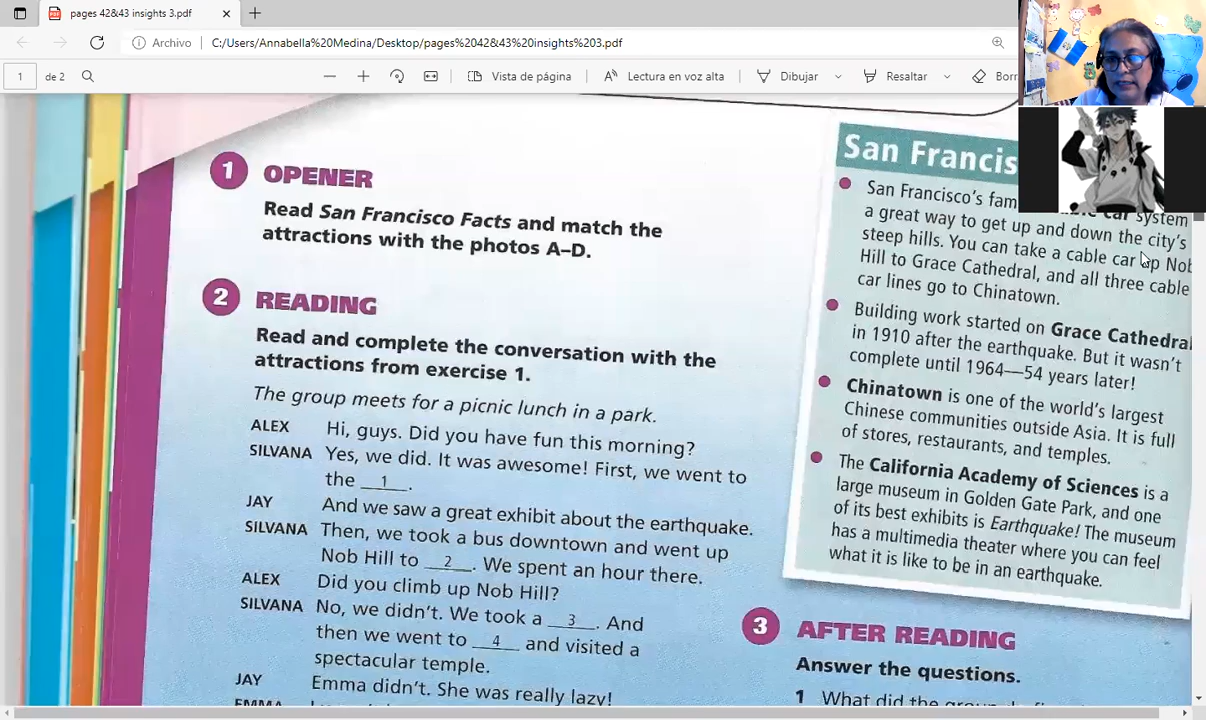 pages 42&43 insights 3.pdf
Archivo
C:/Users/Annabella%20Medina/Desktop/pages%2042&43%20insights%203.pdf
1
de 2
Vista de página
Lectura en voz alta
Dibujar
Resaltar
Borr
1 OPENER
Read San Francisco Facts and match the
attractions with the photos A–D.
2 READING
Read and complete the conversation with the
attractions from exercise 1.
The group meets for a picnic lunch in a park.
ALEX Hi, guys. Did you have fun this morning?
SILVANA Yes, we did. It was awesome! First, we went to
the 1 .
JAY And we saw a great exhibit about the earthquake.
SILVANA Then, we took a bus downtown and went up
Nob Hill to 2 . We spent an hour there.
ALEX Did you climb up Nob Hill?
SILVANA No, we didn't. We took a 3 . And
then we went to 4 and visited a
spectacular temple.
JAY Emma didn't. She was really lazy!
EMMA
San Francis
San Francisco's fam car system
a great way to get up and down the city's
steep hills. You can take a cable car up Nob
Hill to Grace Cathedral, and all three cable
car lines go to Chinatown.
Building work started on Grace Cathedral
in 1910 after the earthquake. But it wasn't
complete until 1964—54 years later!
Chinatown is one of the world's largest
Chinese communities outside Asia. It is full
of stores, restaurants, and temples.
The California Academy of Sciences is a
large museum in Golden Gate Park, and one
of its best exhibits is Earthquake! The museum
has a multimedia theater where you can feel
what it is like to be in an earthquake.
3 AFTER READING
Answer the questions.
1 What did the group do